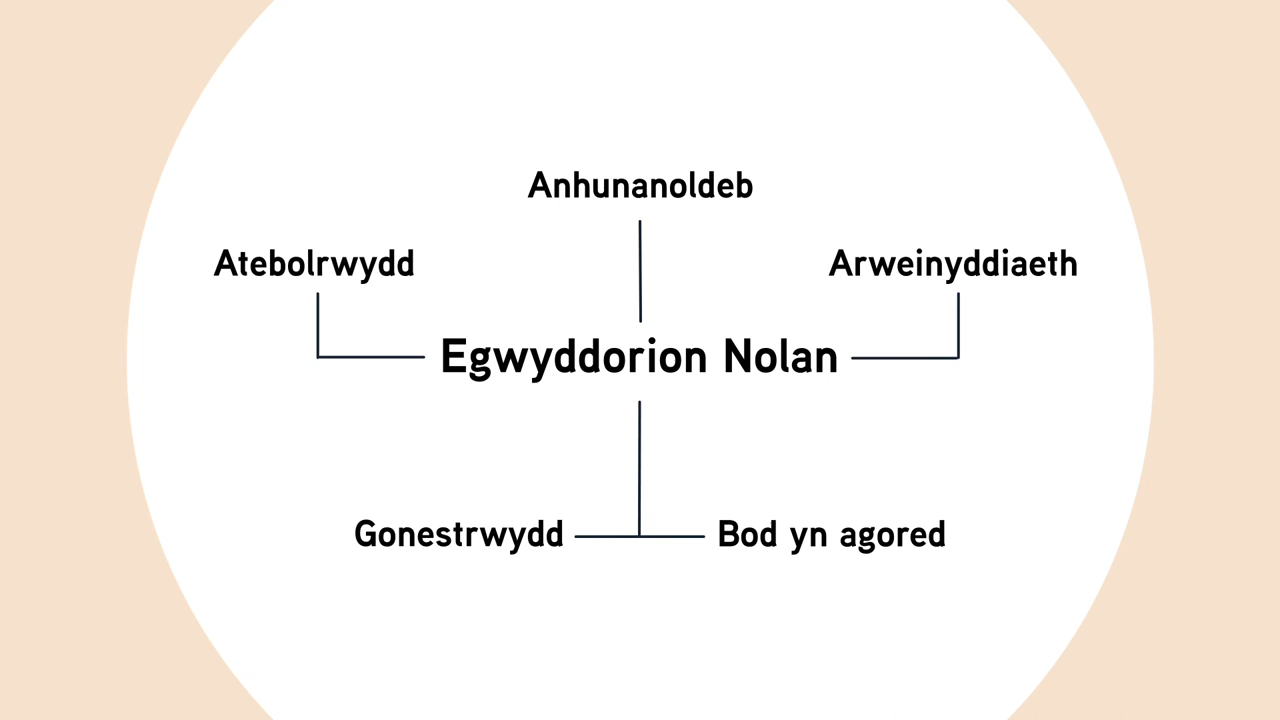 Anhunanoldeb
Atebolrwydd
Arweinyddiaeth
Egwyddorion Nolan
Gonestrwydd
Bod yn agored